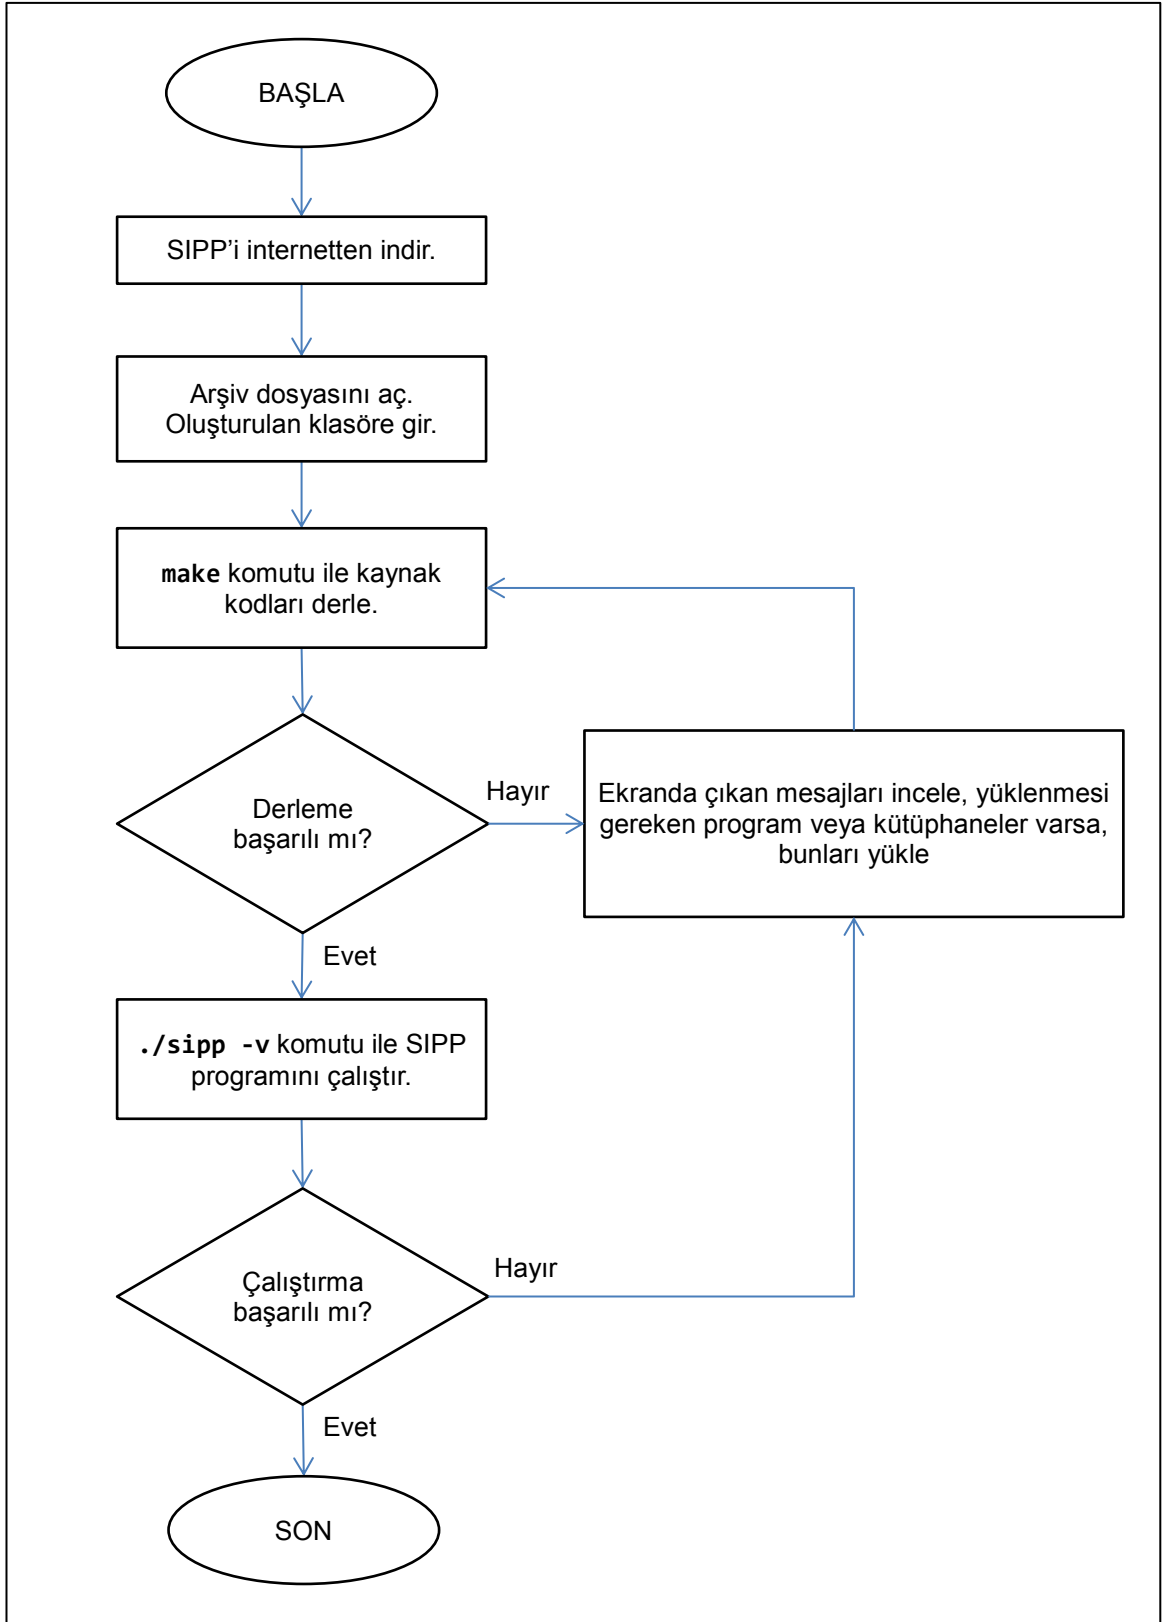 BAŞLA
SIPP’i internetten indir.
Arşiv dosyasını aç.
Oluşturulan klasöre gir.
make komutu ile kaynak
kodları derle.
Derleme
başarılı mı?
Hayır
Ekranda çıkan mesajları incele, yüklenmesi
gereken program veya kütüphaneler varsa,
bunları yükle
Evet
./sipp -v komutu ile SIPP
programını çalıştır.
Çalıştırma
başarılı mı?
Hayır
Evet
SON